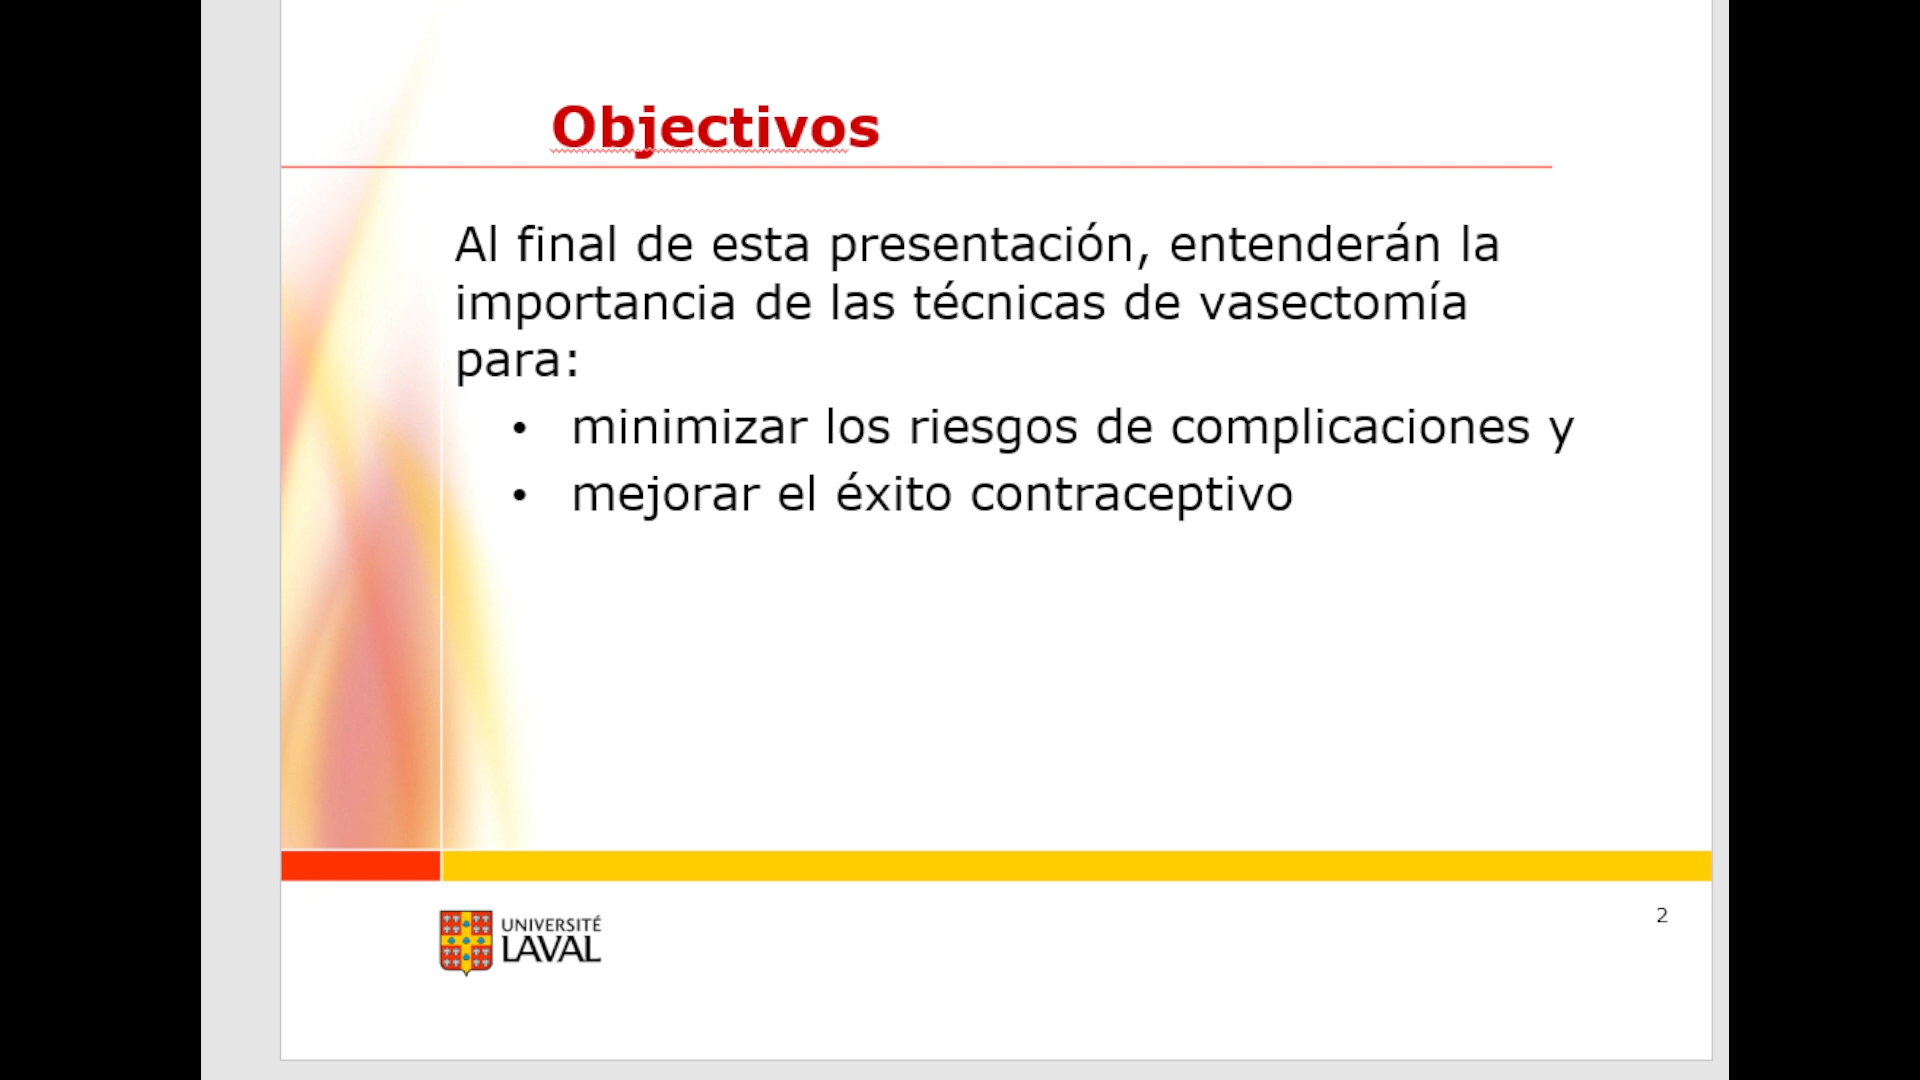 Objectivos
Al final de esta presentación, entenderán la
importancia de las técnicas de vasectomía
para:
• minimizar los riesgos de complicaciones y
• mejorar el éxito contraceptivo
UNIVERSITÉ
LAVAL
2